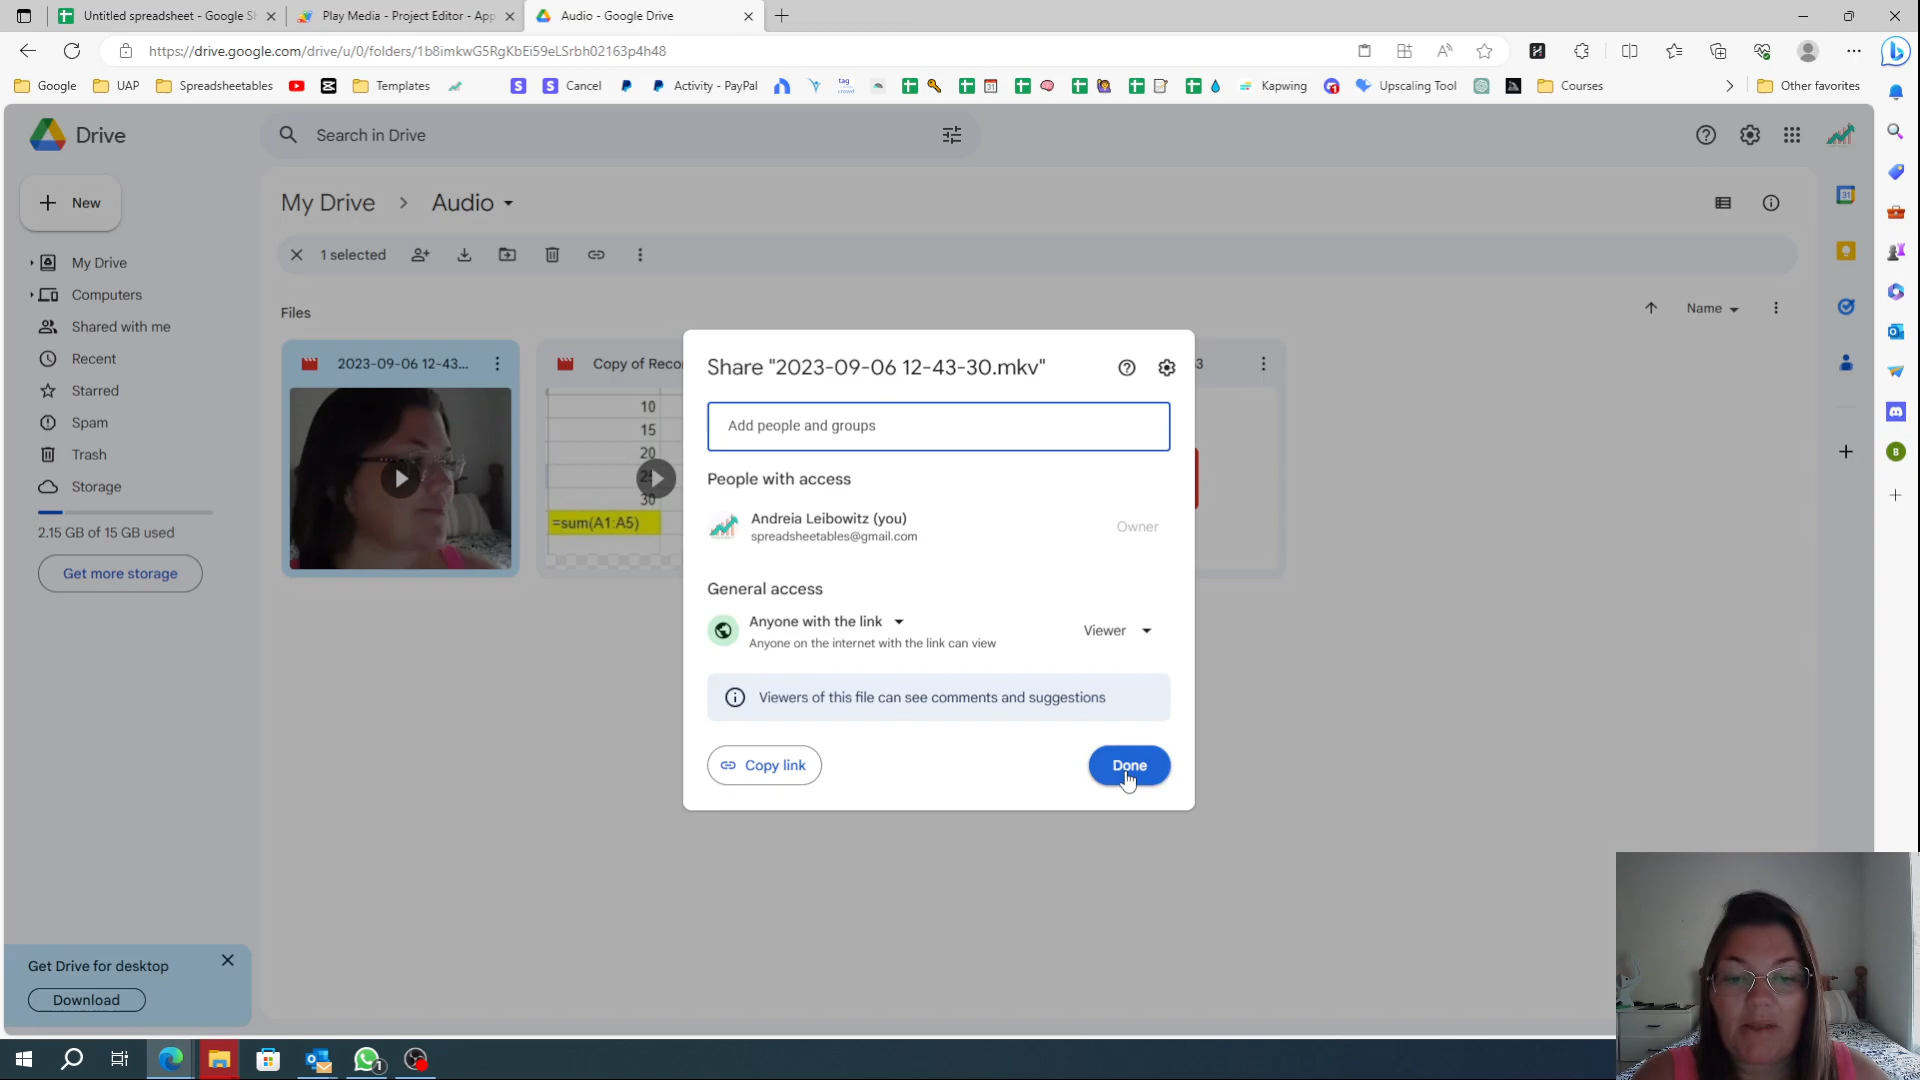 Untitled spreadsheet - Google Sh
Play Media - Project Editor - App
Audio - Google Drive
https://drive.google.com/drive/u/0/folders/1b8imkwG5RgKbEi59eLSrbh02163p4h48
Google
UAP
Spreadsheetables
Templates
Cancel
Activity - PayPal
tag
crowd
Kapwing
Upscaling Tool
Courses
Other favorites
Drive
Search in Drive
New
My Drive
Audio
1 selected
My Drive
Computers
Shared with me
Recent
Starred
Spam
Trash
Storage
2.15 GB of 15 GB used
Get more storage
Files
Name
2023-09-06 12-43...
Copy of Reco
3
10
15
20
30
=sum(A1:A5)
Share "2023-09-06 12-43-30.mkv"
Add people and groups
People with access
Andreia Leibowitz (you)
spreadsheetables@gmail.com
Owner
General access
Anyone with the link
Anyone on the internet with the link can view
Viewer
Viewers of this file can see comments and suggestions
Copy link
Done
Get Drive for desktop
Download
31
B
1